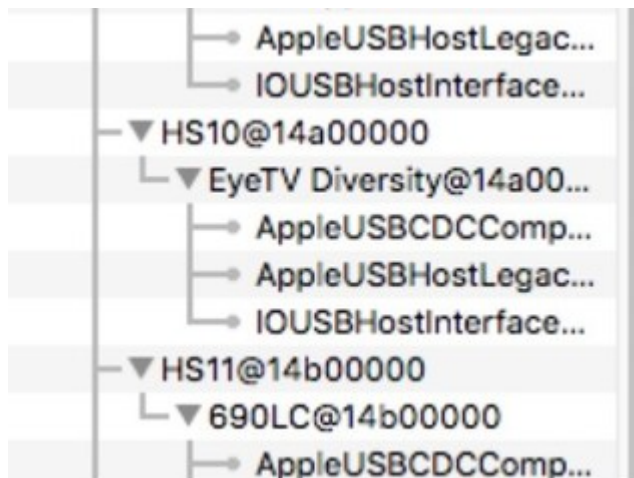 AppleUSBHostLegac...
IOUSBHostInterface...
HS10@14a00000
EyeTV Diversity@14a00...
AppleUSBCDCComp...
AppleUSBHostLegac...
IOUSBHostInterface...
HS11@14b00000
690LC@14b00000
AppleUSBCDCComp...